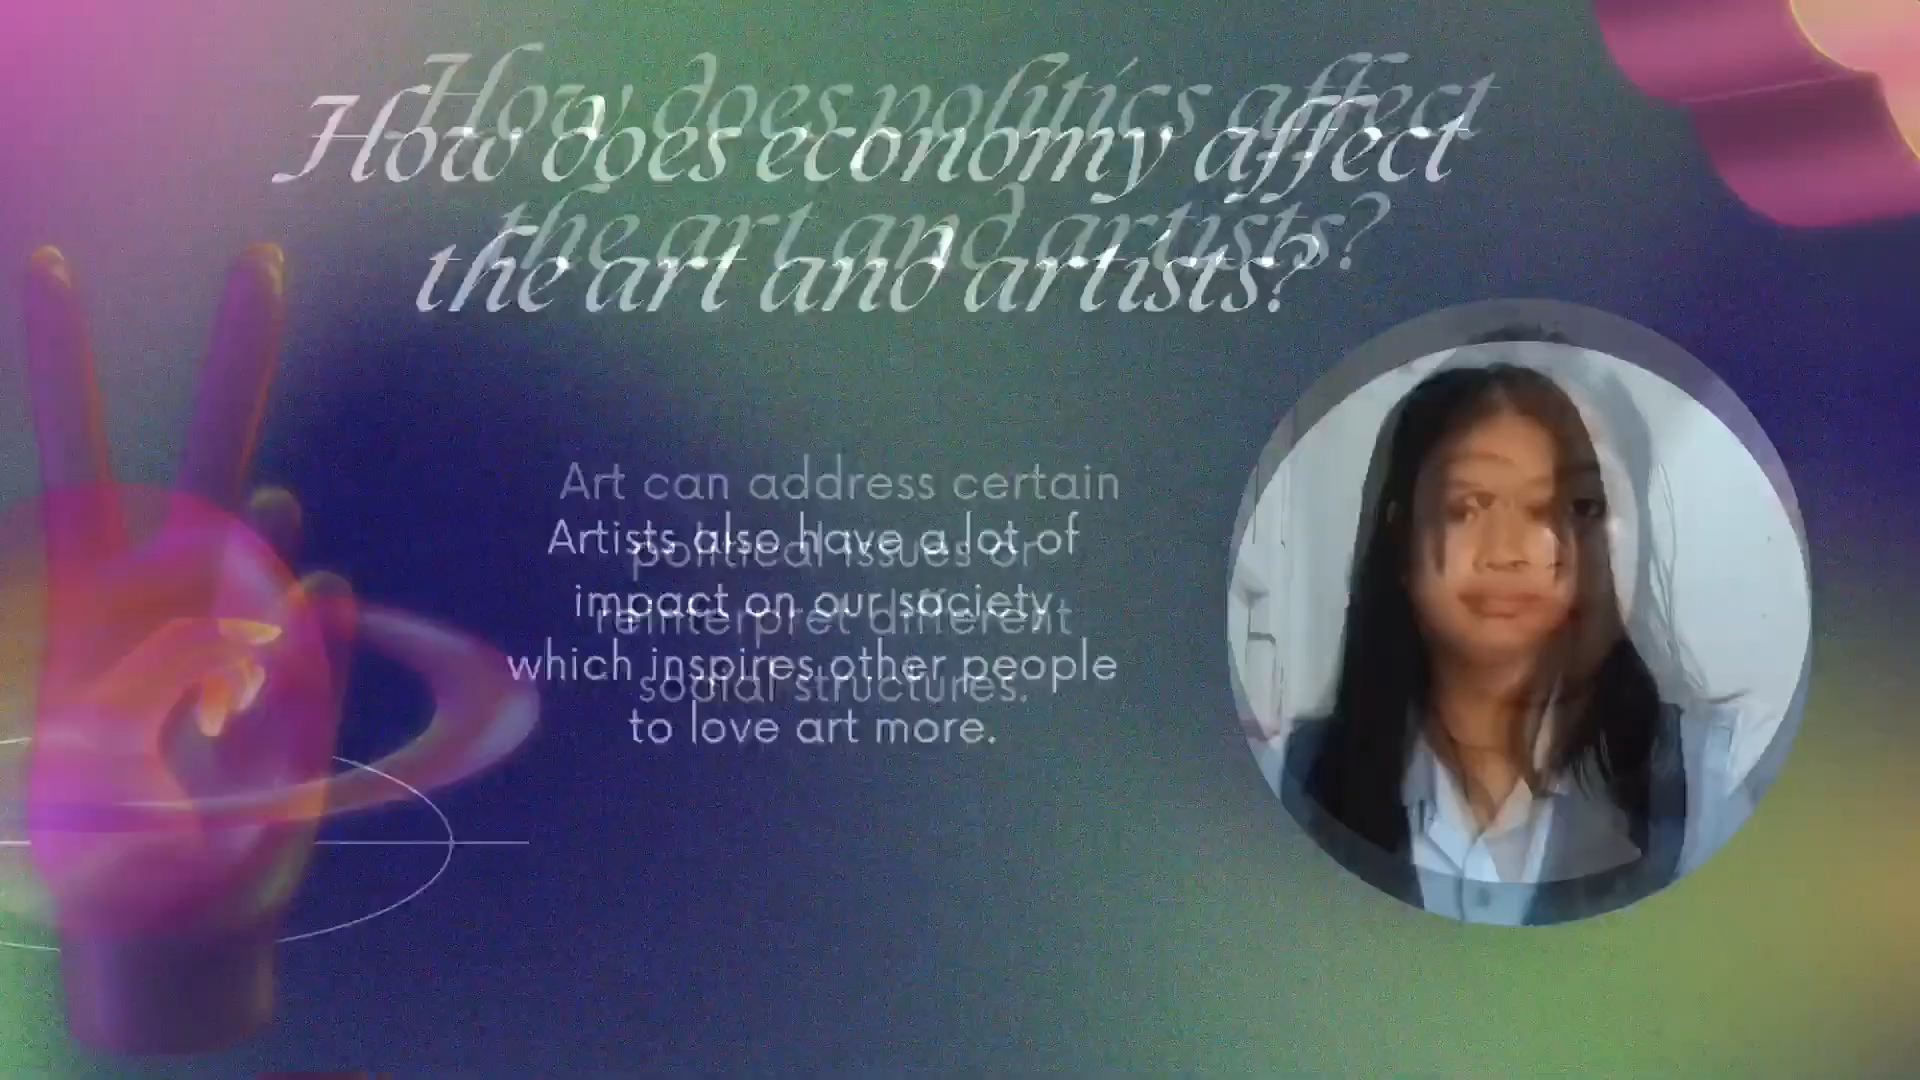 How does politics affect
the art and artists?
How does economy affect
the art and artists?
Art can address certain
political issues or
reinterpret different
social structures.
Artists also have a lot of
impact on our society
which inspires other people
to love art more.